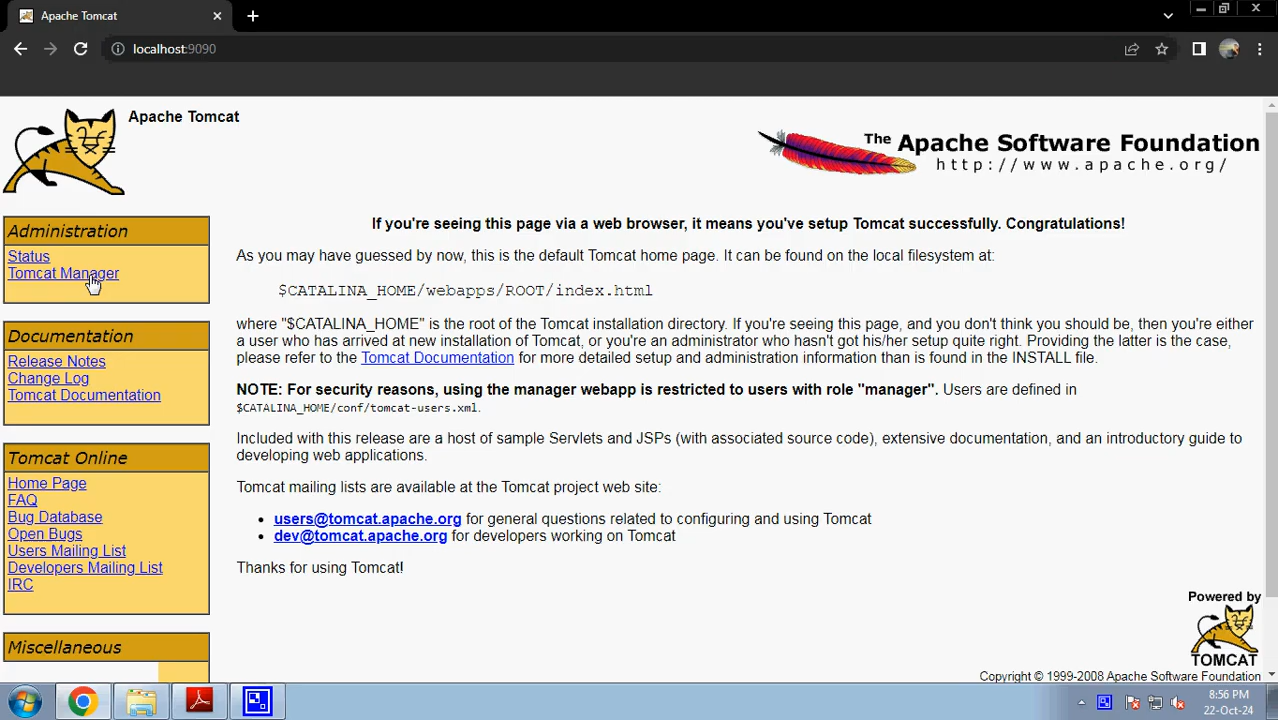 Apache Tomcat
localhost:9090
Apache Tomcat
The Apache Software Foundation
http://www.apache.org/
Administration
Status
Tomcat Manager
Documentation
Release Notes
Change Log
Tomcat Documentation
Tomcat Online
Home Page
FAQ
Bug Database
Open Bugs
Users Mailing List
Developers Mailing List
IRC
Miscellaneous
If you're seeing this page via a web browser, it means you've setup Tomcat successfully. Congratulations!
As you may have guessed by now, this is the default Tomcat home page. It can be found on the local filesystem at:
$CATALINA_HOME/webapps/ROOT/index.html
where "$CATALINA_HOME" is the root of the Tomcat installation directory. If you're seeing this page, and you don't think you should be, then you're either
a user who has arrived at new installation of Tomcat, or you're an administrator who hasn't got his/her setup quite right. Providing the latter is the case,
please refer to the Tomcat Documentation for more detailed setup and administration information than is found in the INSTALL file.
NOTE: For security reasons, using the manager webapp is restricted to users with role "manager". Users are defined in
$CATALINA_HOME/conf/tomcat-users.xml.
Included with this release are a host of sample Servlets and JSPs (with associated source code), extensive documentation, and an introductory guide to
developing web applications.
Tomcat mailing lists are available at the Tomcat project web site:
• users@tomcat.apache.org for general questions related to configuring and using Tomcat
• dev@tomcat.apache.org for developers working on Tomcat
Thanks for using Tomcat!
Powered by
TOMCAT
Copyright © 1999-2008 Apache Software Foundation
8:56 PM
22-Oct-24